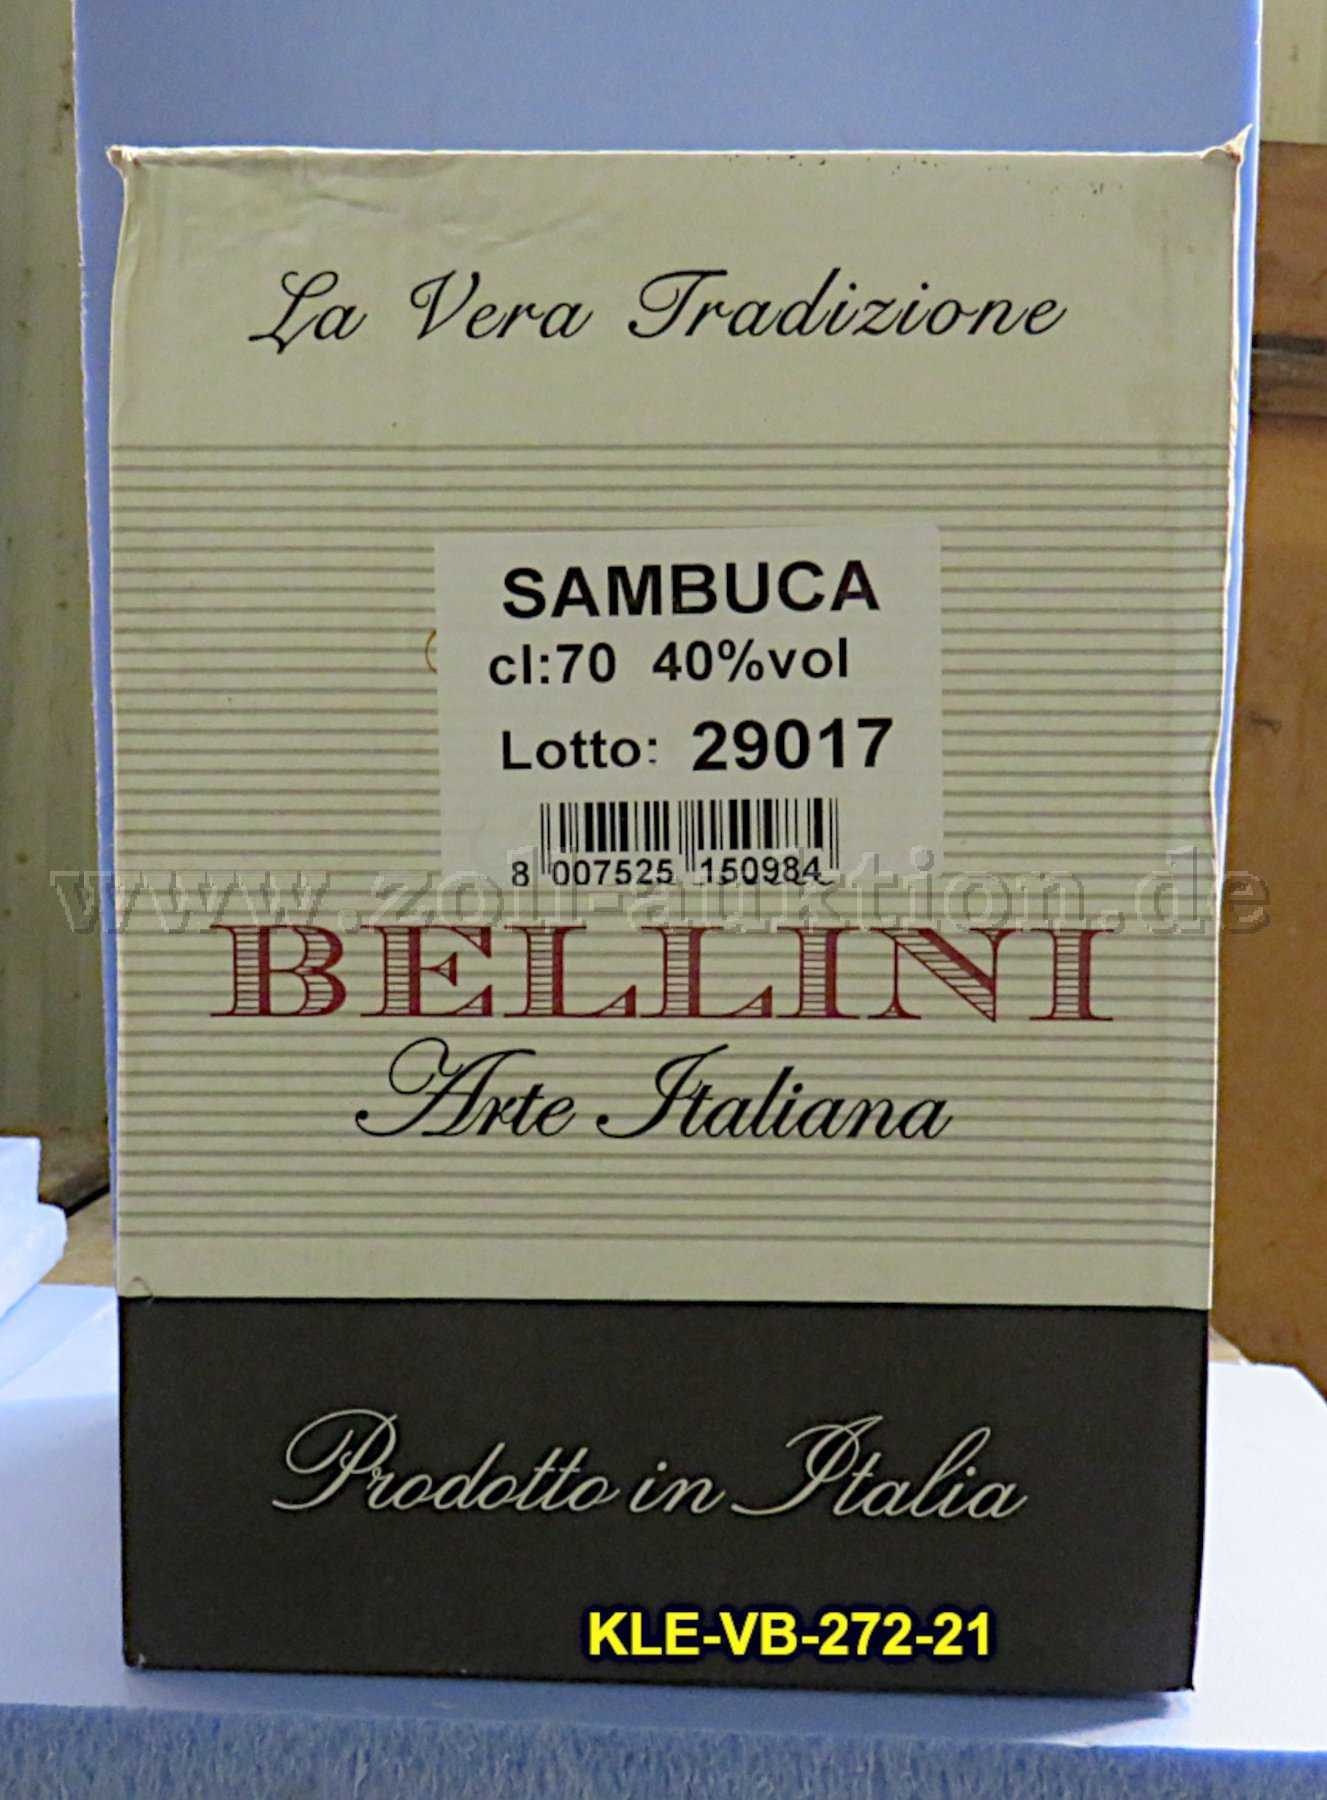 La Vera Tradizione
SAMBUCA
cl:70 40%vol
Lotto: 29017
8 007525 150984
www.zoll-auktion.de
BELLINI
Arte Italiana
Prodotto in Italia
KLE-VB-272-21